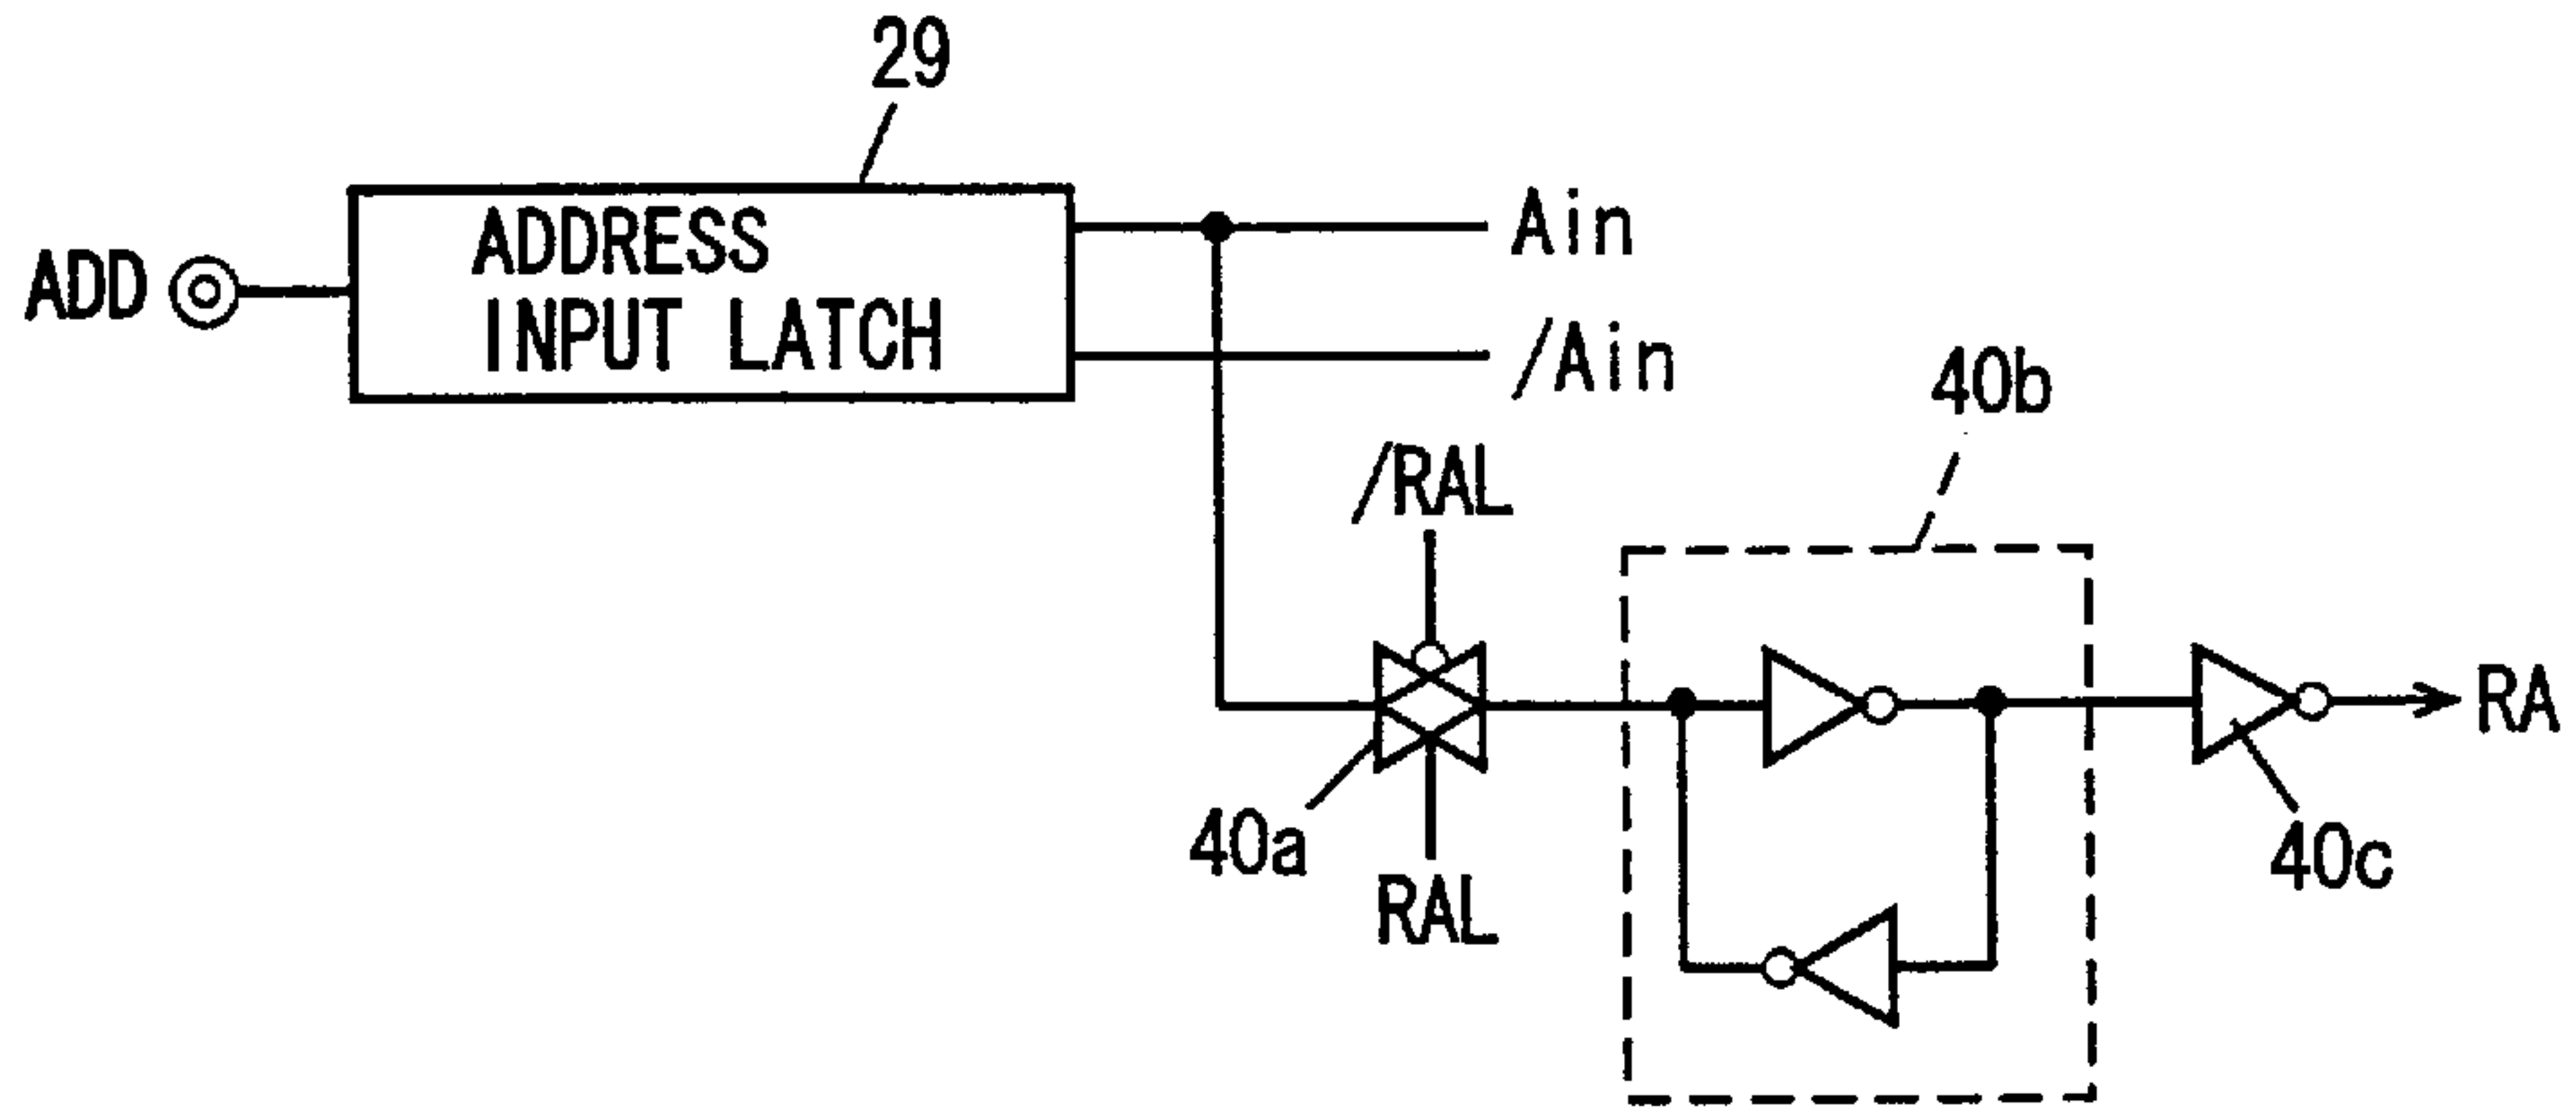 29
ADD
ADDRESS
INPUT LATCH
Ain
/Ain
40b
/RAL
RA
40a
40c
RAL